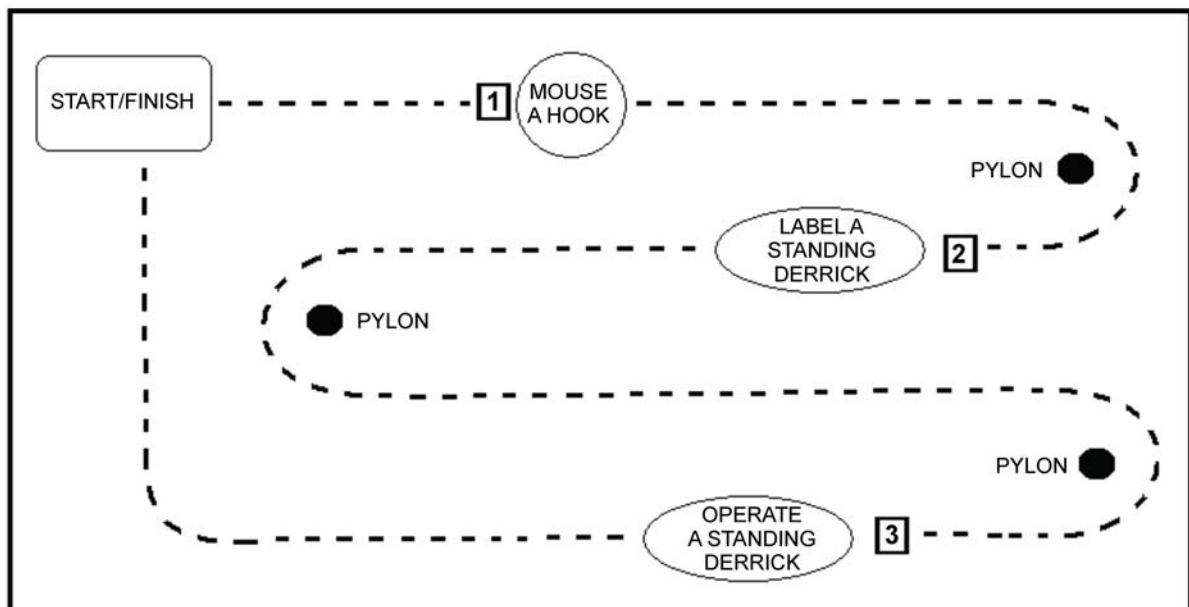 START/FINISH
1
MOUSE
A HOOK
PYLON
LABEL A
STANDING
DERRICK
2
PYLON
PYLON
OPERATE
A STANDING
DERRICK
3